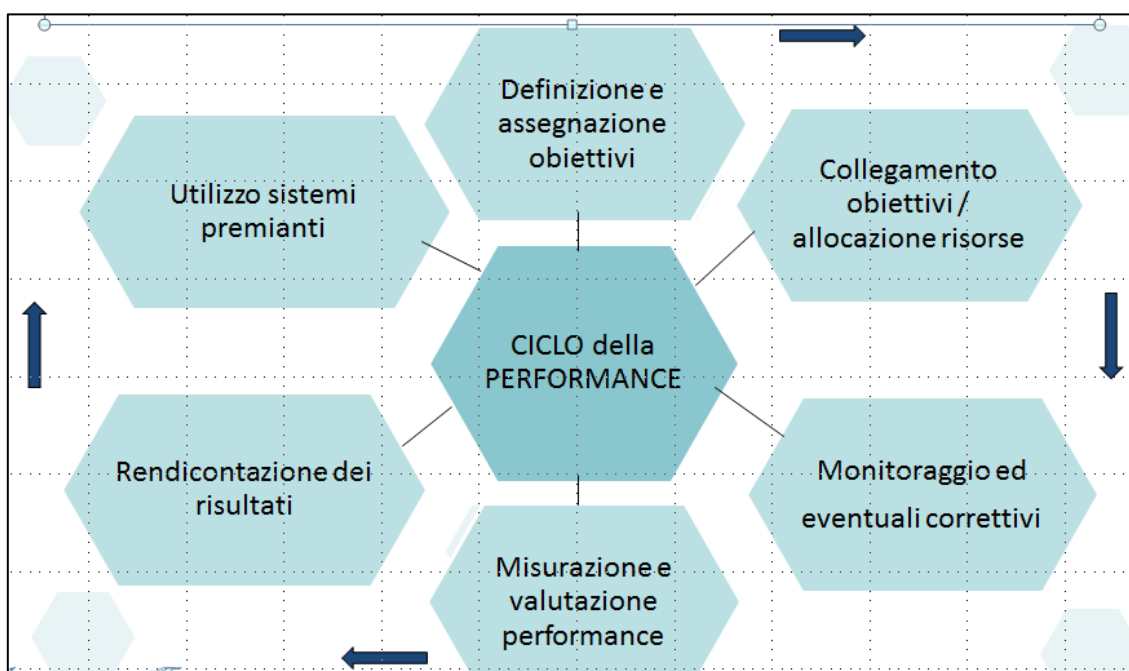 Definizione e
assegnazione
obiettivi
Collegamento
obiettivi /
allocazione risorse
Monitoraggio ed
eventuali correttivi
Misurazione e
valutazione
performance
Rendicontazione dei
risultati
Utilizzo sistemi
premianti
CICLO della
PERFORMANCE